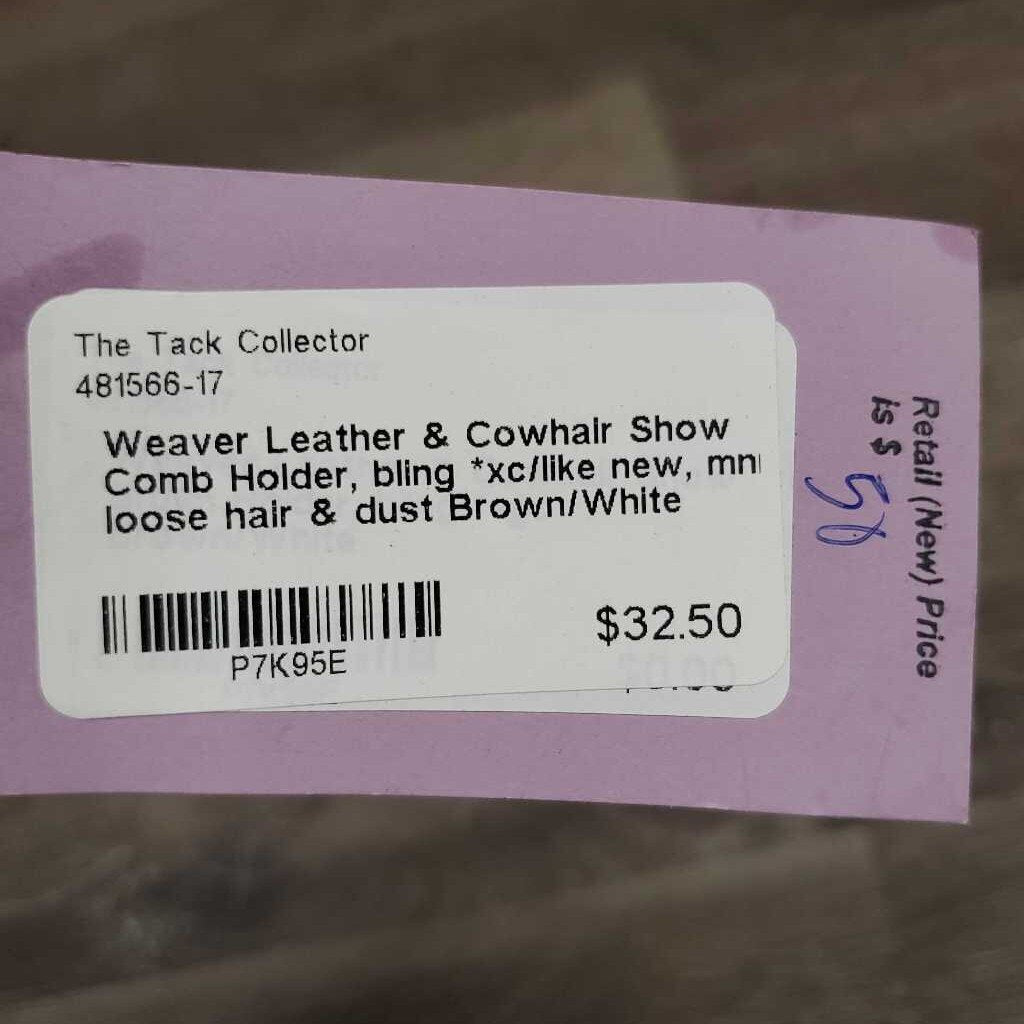 The Tack Collector
481566-17
Weaver Leather & Cowhair Show
Comb Holder, bling *xc/like new, mn
loose hair & dust Brown/White
P7K95E
$32.50
Retail (New) Price
is $ 50